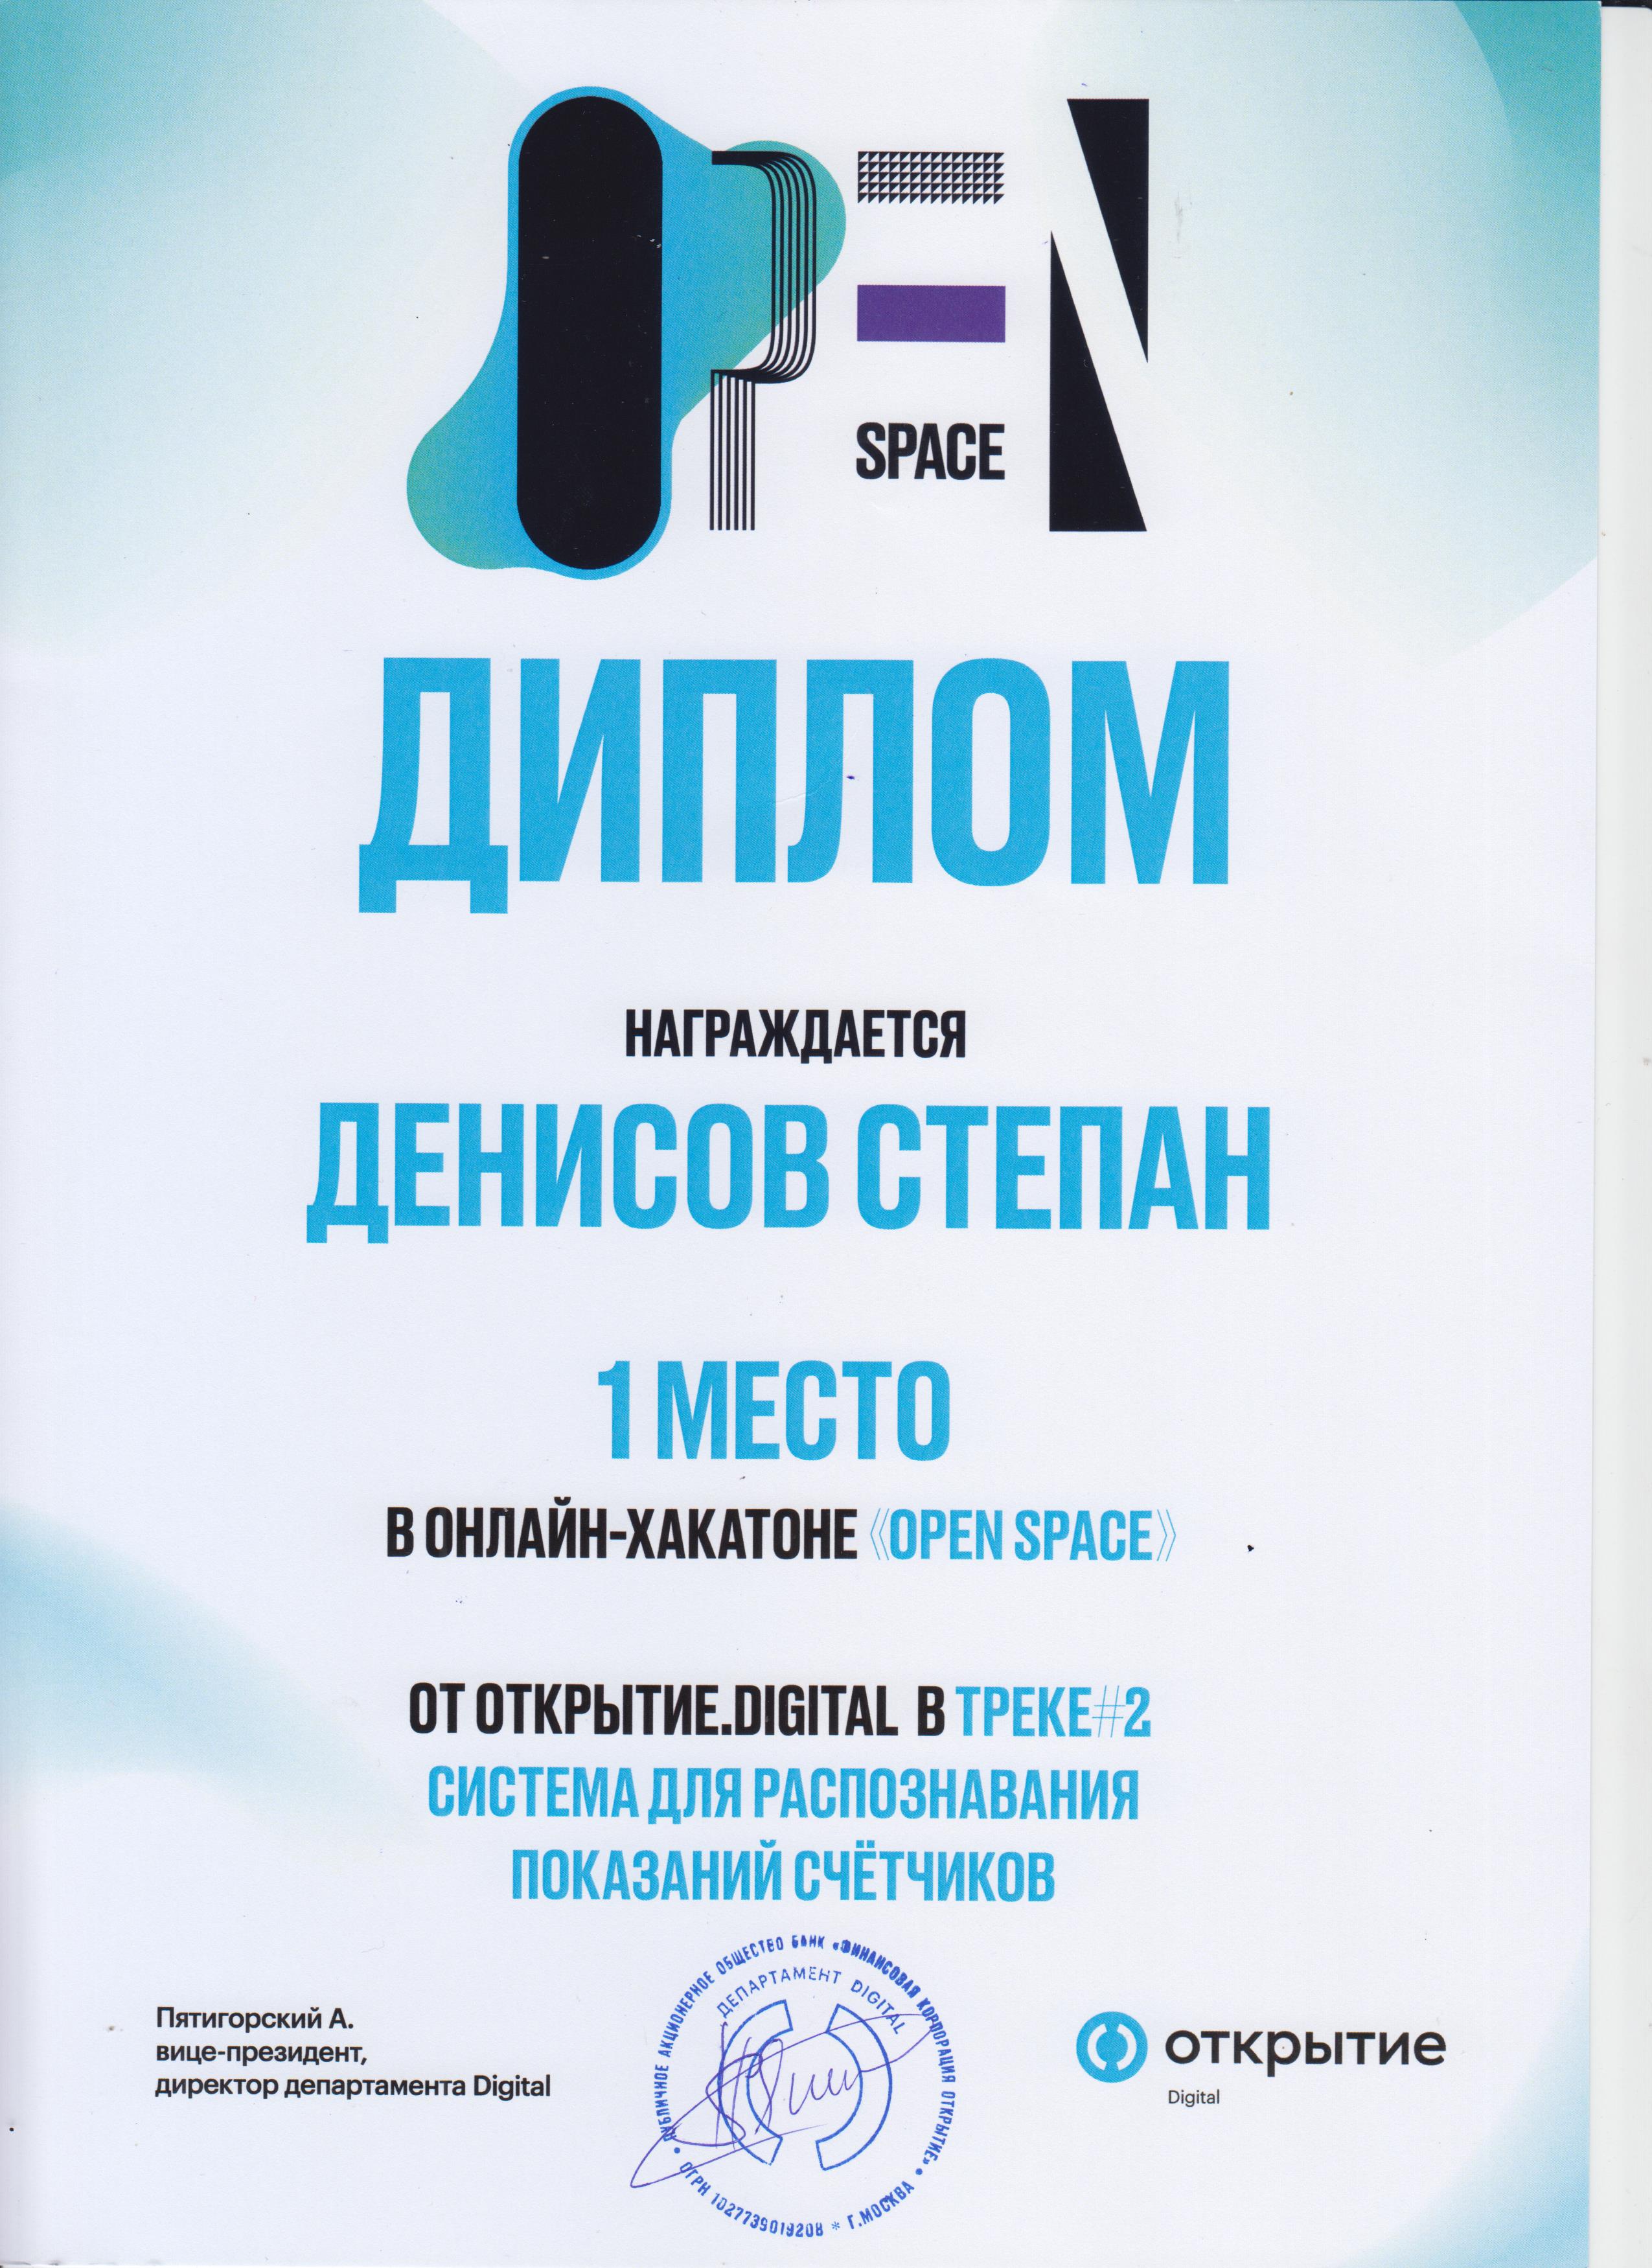 OPEN
SPACE
ДИПЛОМ
НАГРАЖДАЕТСЯ
ДЕНИСОВ СТЕПАН
1 МЕСТО
В ОНЛАЙН-ХАКАТОНЕ «OPEN SPACE»
ОТ ОТКРЫТИЕ.DIGITAL В ТРЕКЕ#2
СИСТЕМА ДЛЯ РАСПОЗНАВАНИЯ
ПОКАЗАНИЙ СЧЁТЧИКОВ
Пятигорский А.
вице-президент,
директор департамента Digital
ПУБЛИЧНОЕ АКЦИОНЕРНОЕ ОБЩЕСТВО БАНК «ФИНАНСОВАЯ КОРПОРАЦИЯ ОТКРЫТИЕ»
ДЕПАРТАМЕНТ DIGITAL
ОГРН 1027739019208 * Г.МОСКВА
открытие
Digital